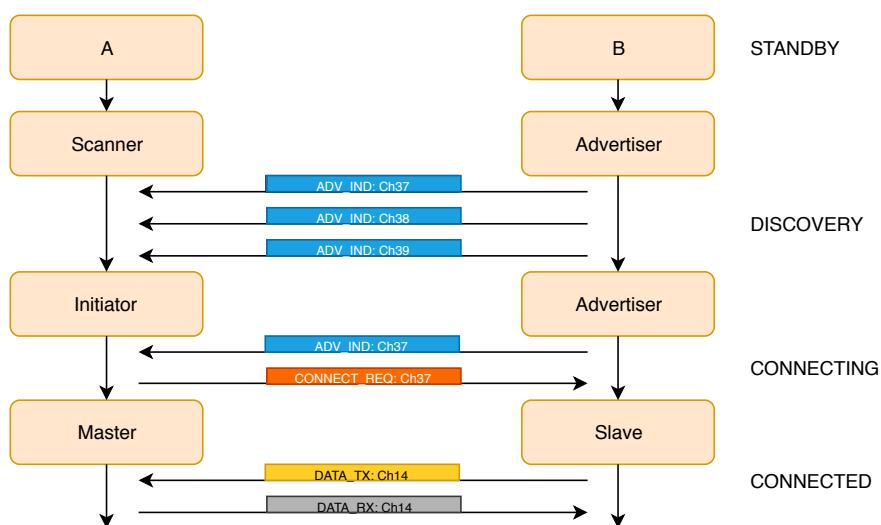 A
B
STANDBY
Scanner
Advertiser
ADV_IND: Ch37
ADV_IND: Ch38
DISCOVERY
ADV_IND: Ch39
Initiator
Advertiser
ADV_IND: Ch37
CONNECTING
CONNECT_REQ: Ch37
Master
Slave
DATA_TX: Ch14
CONNECTED
DATA_RX: Ch14